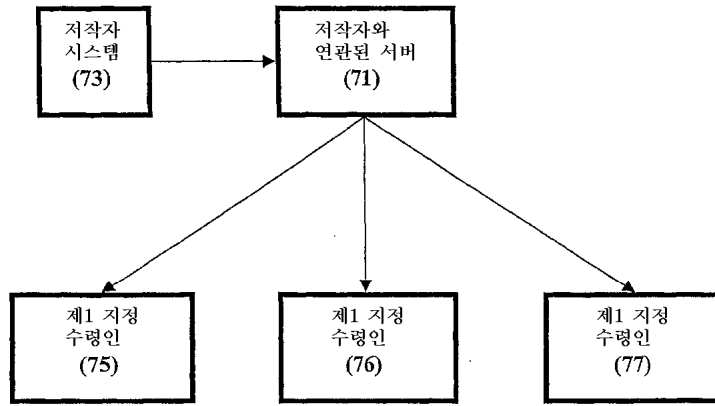 저작자
시스템
(73)
저작자와
연관된 서버
(71)
제1 지정
수령인
(75)
제1 지정
수령인
(76)
제1 지정
수령인
(77)